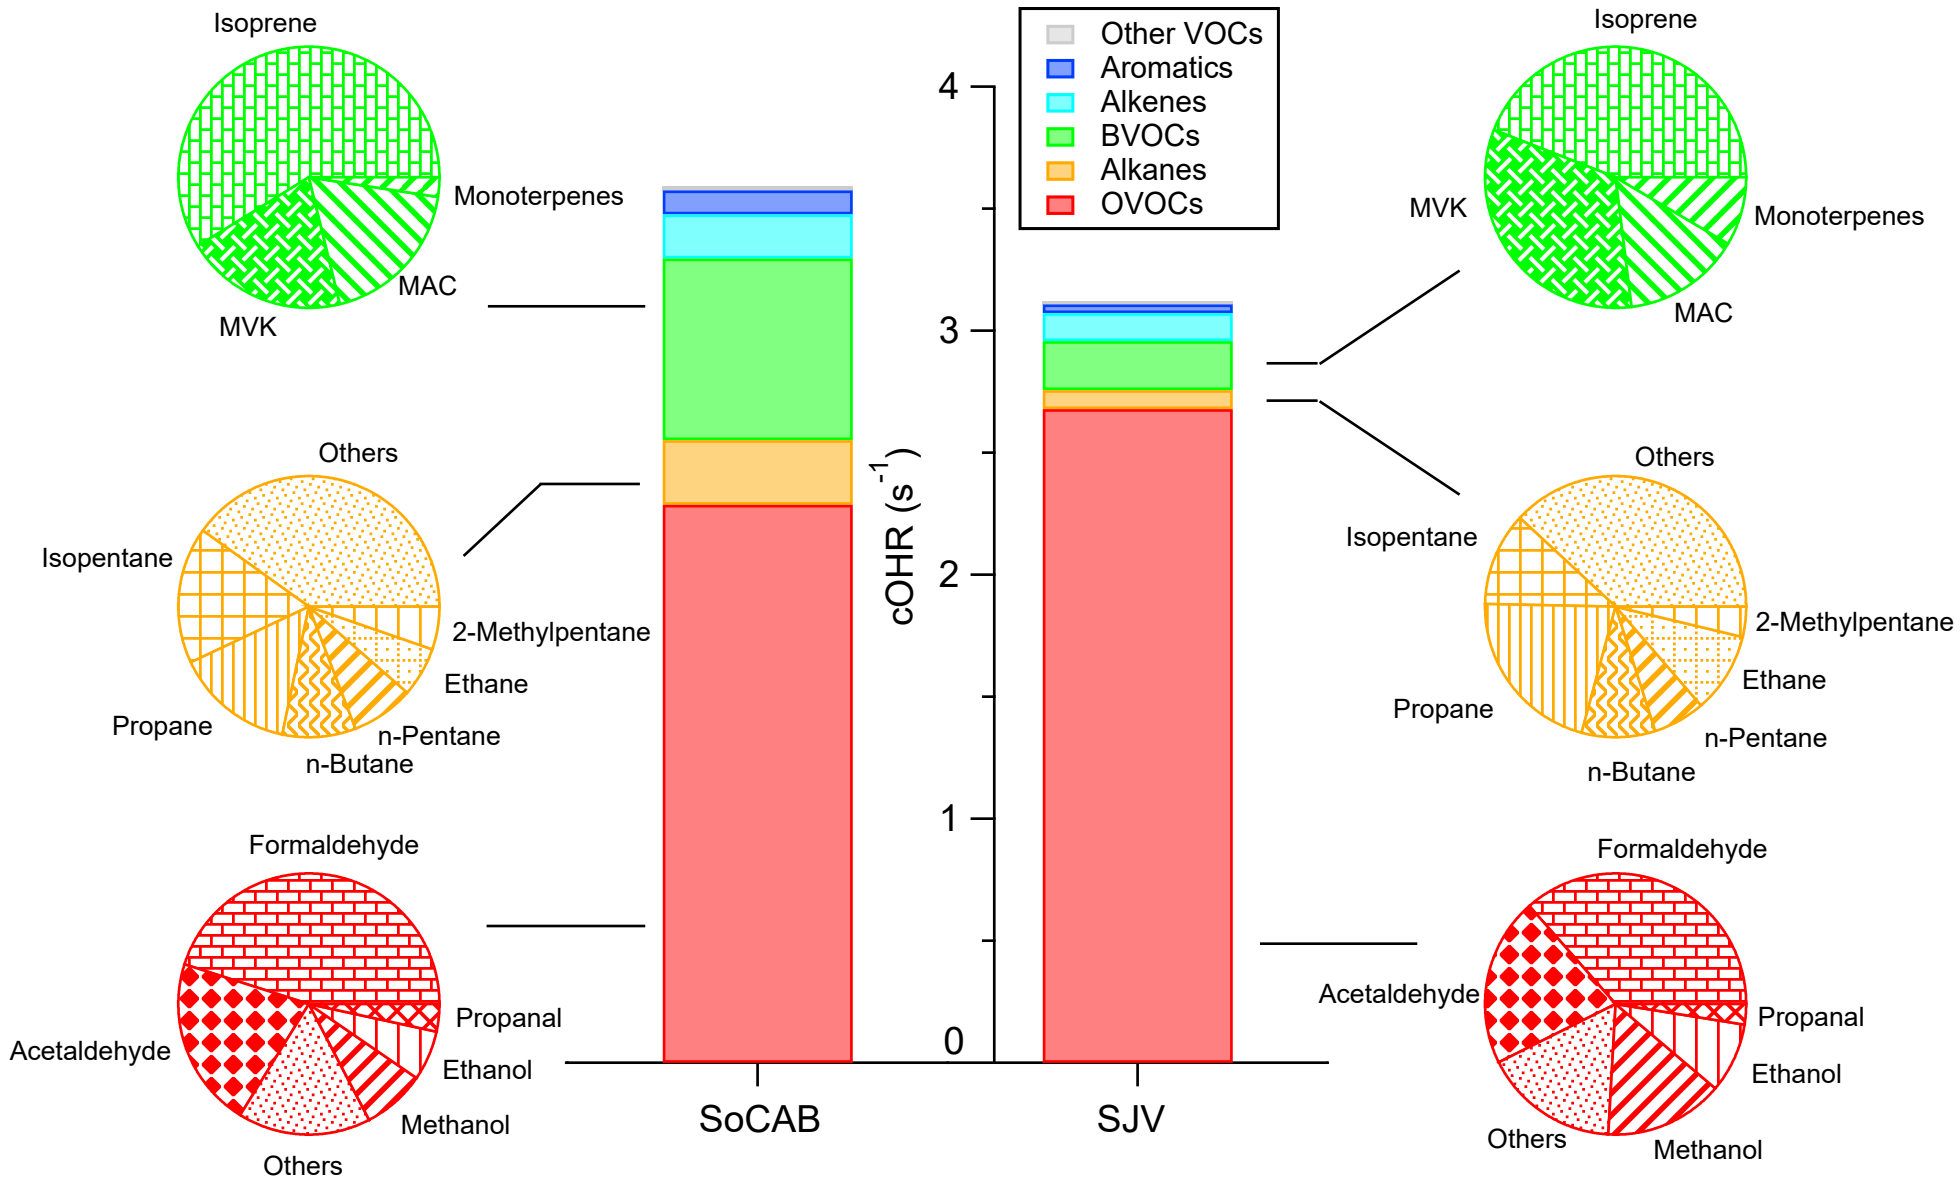 Isoprene
Monoterpenes
MAC
MVK
Others
Isopentane
2-Methylpentane
Ethane
Propane
n-Pentane
n-Butane
Formaldehyde
Propanal
Acetaldehyde
Ethanol
Methanol
Others
Other VOCs
Aromatics
Alkenes
BVOCs
Alkanes
OVOCs
4
3
2
1
0
cOHR (s⁻¹)
SoCAB
SJV
Isoprene
MVK
Monoterpenes
MAC
Others
Isopentane
2-Methylpentane
Ethane
Propane
n-Pentane
n-Butane
Formaldehyde
Acetaldehyde
Propanal
Ethanol
Others
Methanol